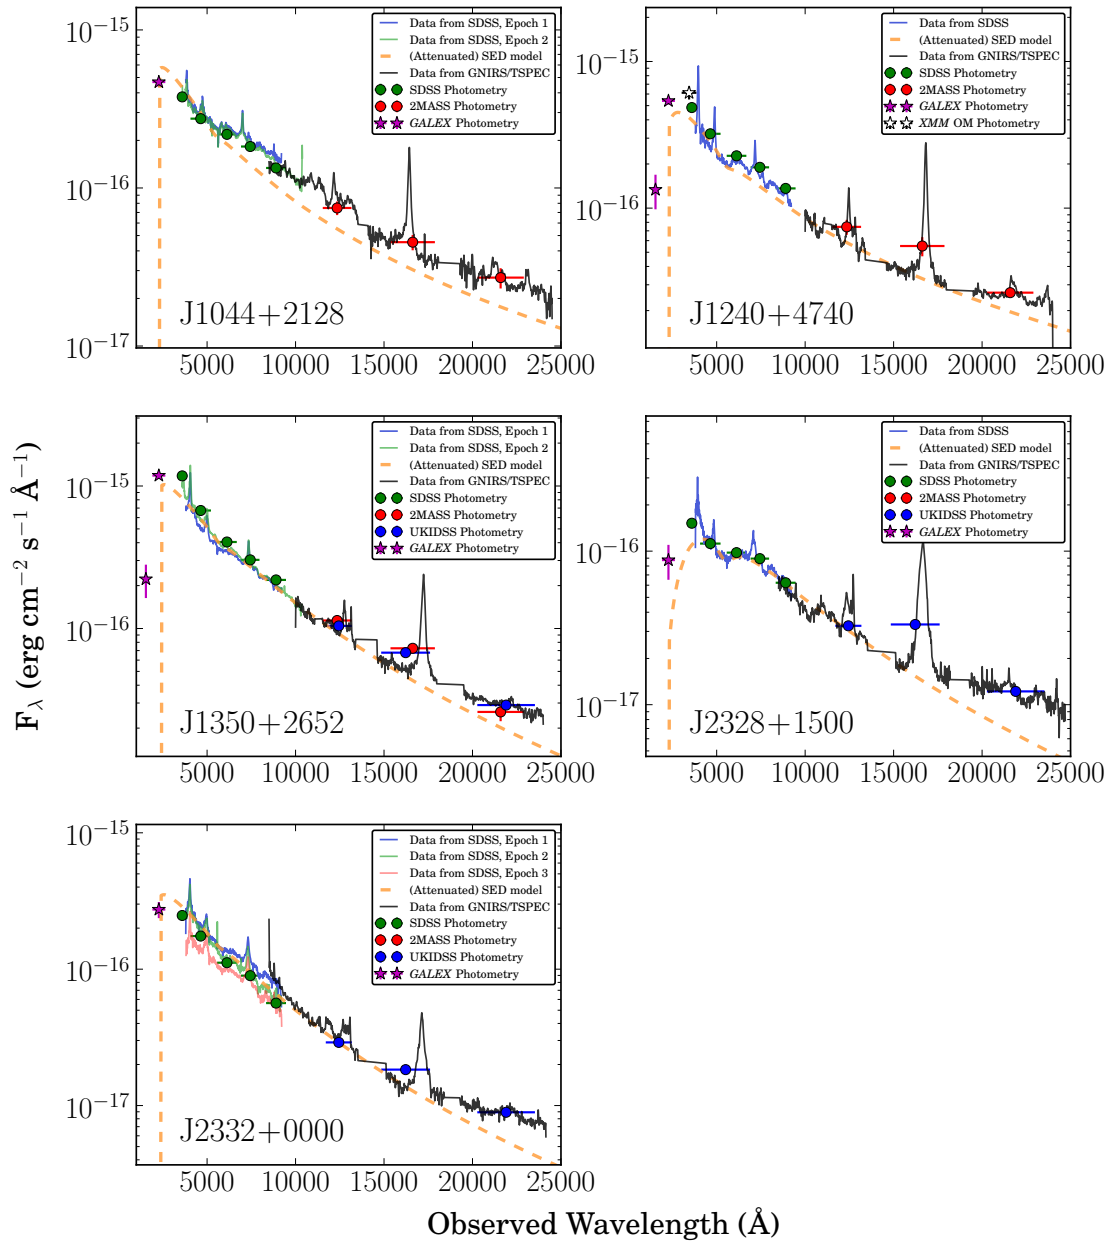 F_λ (erg cm⁻² s⁻¹ Å⁻¹)
10⁻¹⁵
10⁻¹⁶
10⁻¹⁷
Data from SDSS, Epoch 1
Data from SDSS, Epoch 2
(Attenuated) SED model
Data from GNIRS/TSPEC
SDSS Photometry
2MASS Photometry
GALEX Photometry
J1044+2128
5000 10000 15000 20000 25000
10⁻¹⁵
10⁻¹⁶
Data from SDSS
(Attenuated) SED model
Data from GNIRS/TSPEC
SDSS Photometry
2MASS Photometry
GALEX Photometry
XMM OM Photometry
J1240+4740
5000 10000 15000 20000 25000
10⁻¹⁵
10⁻¹⁶
Data from SDSS, Epoch 1
Data from SDSS, Epoch 2
(Attenuated) SED model
Data from GNIRS/TSPEC
SDSS Photometry
2MASS Photometry
UKIDSS Photometry
GALEX Photometry
J1350+2652
5000 10000 15000 20000 25000
10⁻¹⁶
10⁻¹⁷
Data from SDSS
(Attenuated) SED model
Data from GNIRS/TSPEC
SDSS Photometry
2MASS Photometry
UKIDSS Photometry
GALEX Photometry
J2328+1500
5000 10000 15000 20000 25000
10⁻¹⁵
10⁻¹⁶
10⁻¹⁷
Data from SDSS, Epoch 1
Data from SDSS, Epoch 2
Data from SDSS, Epoch 3
(Attenuated) SED model
Data from GNIRS/TSPEC
SDSS Photometry
2MASS Photometry
UKIDSS Photometry
GALEX Photometry
J2332+0000
5000 10000 15000 20000 25000
Observed Wavelength (Å)